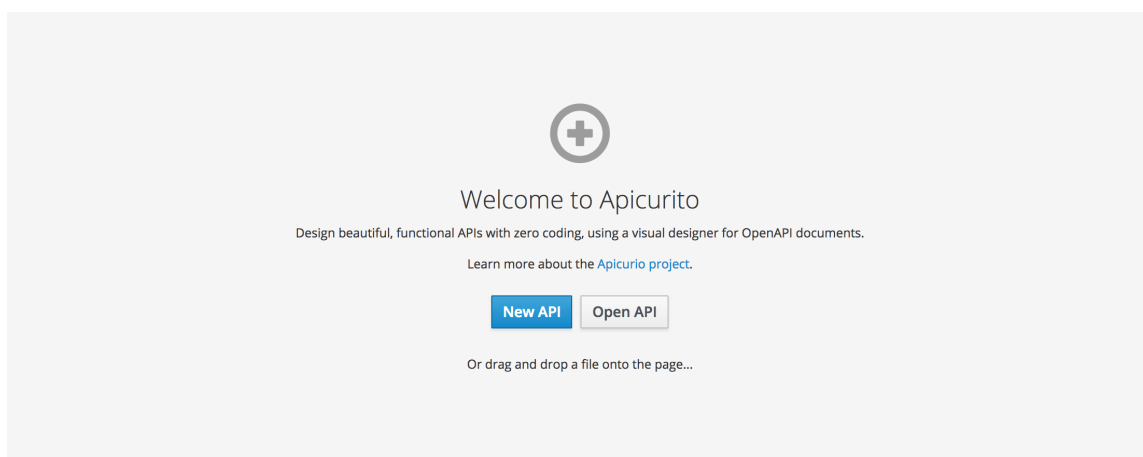 Welcome to Apicurito
Design beautiful, functional APIs with zero coding, using a visual designer for OpenAPI documents.
Learn more about the Apicurio project.
New API
Open API
Or drag and drop a file onto the page...